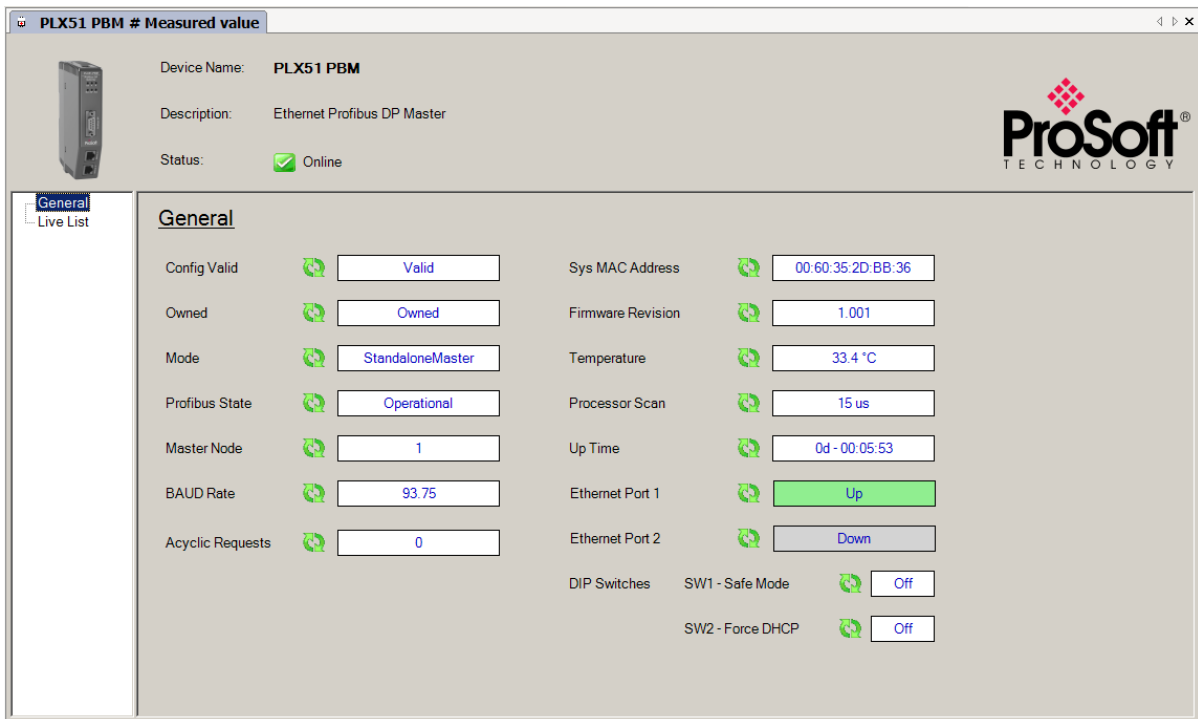 PLX51 PBM # Measured value
Device Name: PLX51 PBM
Description: Ethernet Profibus DP Master
Status: Online
ProSoft®
TECHNOLOGY
General
Live List
General
Config Valid Valid
Owned Owned
Mode StandaloneMaster
Profibus State Operational
Master Node 1
BAUD Rate 93.75
Acyclic Requests 0
Sys MAC Address 00:60:35:2D:BB:36
Firmware Revision 1.001
Temperature 33.4 °C
Processor Scan 15 us
Up Time 0d - 00:05:53
Ethernet Port 1 Up
Ethernet Port 2 Down
DIP Switches SW1 - Safe Mode Off
SW2 - Force DHCP Off